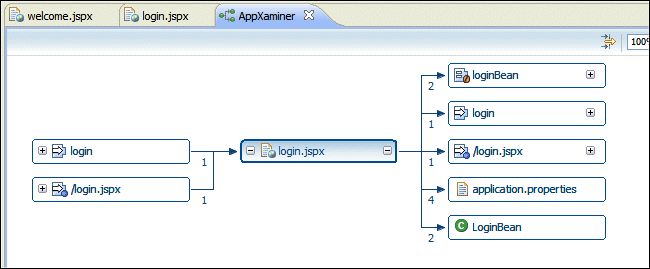 welcome.jspx login.jspx AppXaminer
100%
loginBean
2
login
1
login
login.jspx
/login.jspx
1
1
/login.jspx
application.properties
1
4
C LoginBean
2